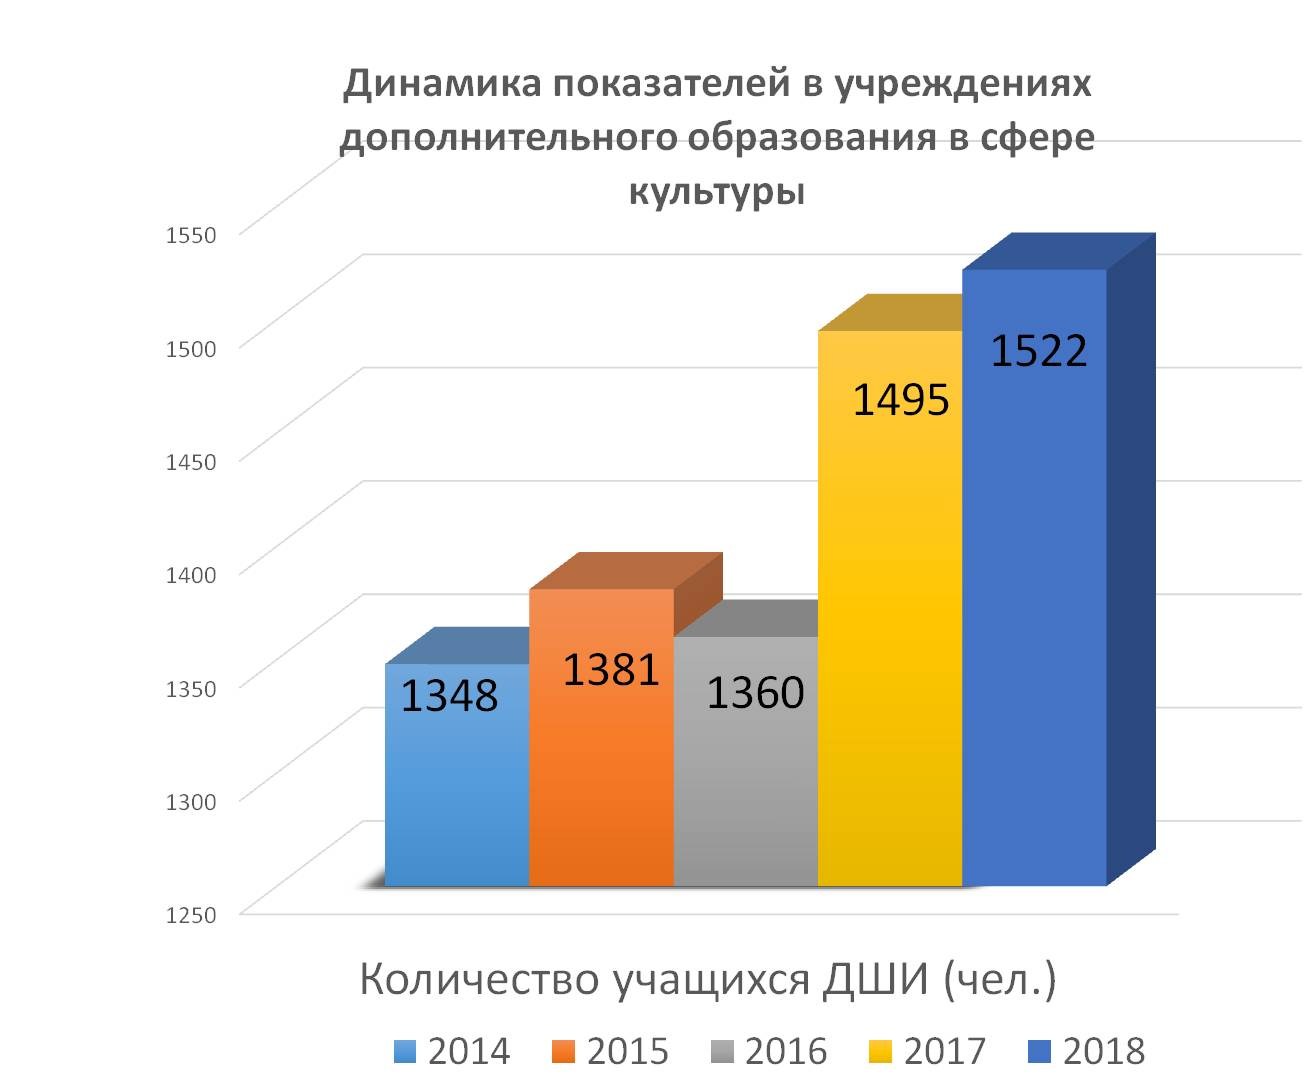 Динамика показателей в учреждениях
дополнительного образования в сфере
культуры
1550
1500
1450
1400
1350
1300
1250
1348
1381
1360
1495
1522
Количество учащихся ДШИ (чел.)
2014 2015 2016 2017 2018